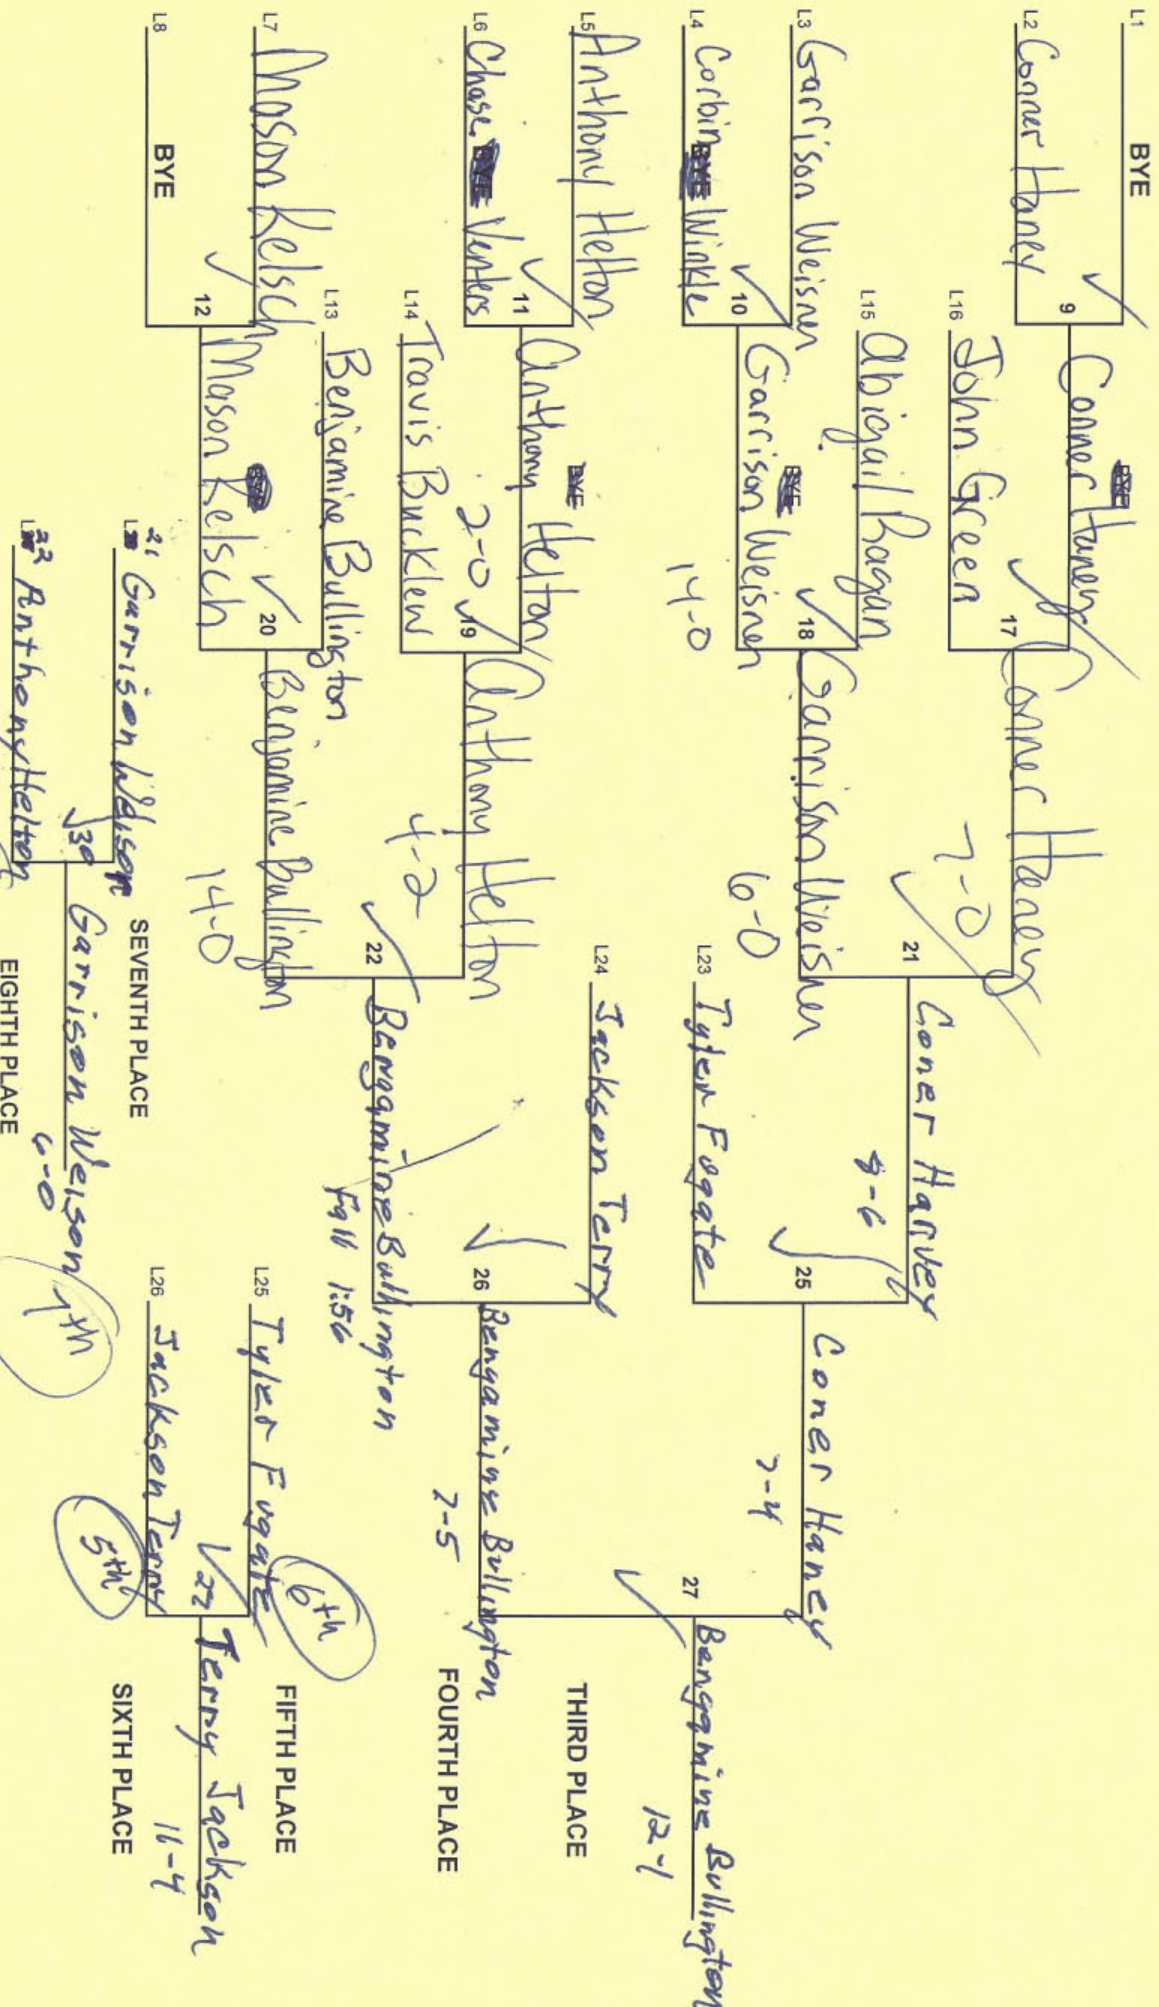 BYE
L1
L2 Conner Haney
9
Conner Haney
BYE
L16 John Green
17
Conner Haney
7-0
L3 Garrison Weisner
L4 Corbin BYE Winkle
10
L15 Abigail Ragan
BYE
Garrison Weisner
14-0
18
Garrison Weisner
6-0
21
Coner Harvey
8-6
L23 Tyler Fugate
25
Coner Haney
7-4
L5 Anthony Helton
L6 Chase BYE Venters
11
BYE
Anthony Helton
2-0
L14 Travis Bucklew
19
Anthony Helton
4-2
L7 Mason Kelsch
L8
BYE
12
L13 Benjamine Bullington
Mason Kelsch
20
Benjamine Bullington
14-0
22
L24 Jackson Terry
Bengamine Bullington
Fall 1:56
26
Bengamine Bullington
7-5
27
Bengamine Bullington
12-1
THIRD PLACE
FOURTH PLACE
L25 Tyler Fugate
6th
L26 Jackson Terry
5th
Terry Jackson
11-4
FIFTH PLACE
SIXTH PLACE
21 Garrison Weison
22 Anthony Helton
30
Garrison Weison
6-0
7th
SEVENTH PLACE
EIGHTH PLACE